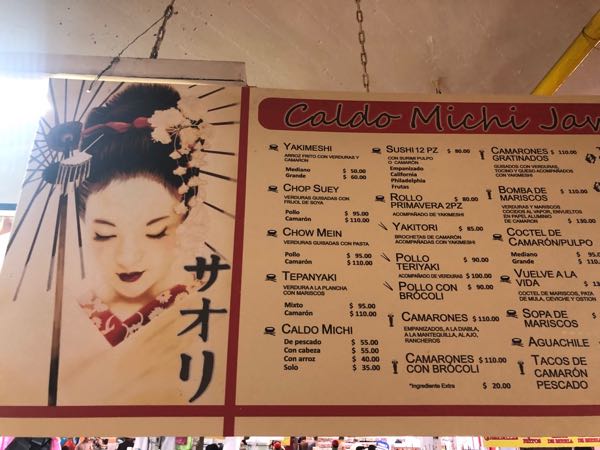 サオリ
Caldo Michi Jav
YAKIMESHI
ARROZ FRITO CON VERDURAS Y
CAMARON
Mediano $ 50.00
Grande $ 60.00
CHOP SUEY
VERDURAS GUISADAS CON
FRIJOL DE SOYA
Pollo $ 95.00
Camarón $ 110.00
CHOW MEIN
VERDURAS GUISADAS CON PASTA
Pollo $ 95.00
Camarón $ 110.00
TEPANYAKI
VERDURA A LA PLANCHA
CON MARISCOS
Mixto $ 95.00
Camarón $ 110.00
CALDO MICHI
De pescado $ 55.00
Con cabeza $ 55.00
Con arroz $ 40.00
Solo $ 35.00
SUSHI 12 PZ $ 80.00
CON SURIMI PULPO
O CAMARÓN
Empanizado
California
Philadelphia
Frutas
ROLLO $ 80.00
PRIMAVERA 2PZ
ACOMPAÑADO DE YAKIMESHI
YAKITORI $ 85.00
BROCHETAS DE CAMARÓN
ACOMPAÑADAS CON YAKIMESHI
POLLO $ 90.00
TERIYAKI
ACOMPAÑADO DE VERDURAS $100.00
POLLO CON $ 90.00
BRÓCOLI
CAMARONES $ 110.00
EMPANIZADOS, A LA DIABLA,
A LA MANTEQUILLA, AL AJO,
RANCHEROS
CAMARONES $110.00
CON BRÓCOLI
*Ingrediente Extra $ 20.00
CAMARONES $ 110.00
GRATINADOS
GUISADOS CON VERDURAS,
TOCINO Y QUESO ACOMPAÑADOS
CON YAKIMESHI
BOMBA DE $ 110.00
MARISCOS
VERDURAS Y MARISCOS
COCIDOS AL VAPOR, ENVUELTOS
EN PAPEL ALUMINIO
DE CAMARON $ 130.00
COCTEL DE
CAMARÓN/PULPO
Mediano $ 95.0
Grande $ 110.
VUELVE A LA
VIDA $ 13
COCTEL DE MARISCOS, PATA
DE MULA, CEVICHE Y OSTION
SOPA DE
MARISCOS
AGUACHILE
TACOS DE
CAMARÓN
PESCADO